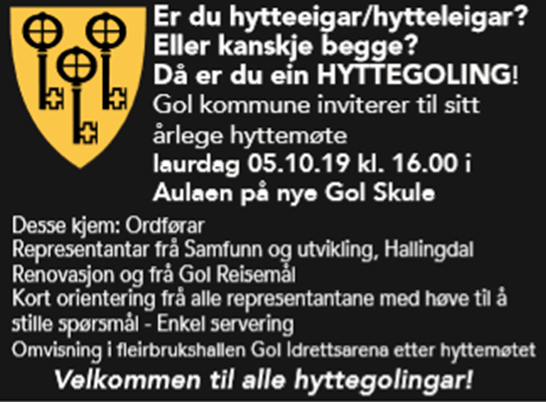 Er du hytteeigar/hytteleigar?
Eller kanskje begge?
Då er du ein HYTTEGOLING!
Gol kommune inviterer til sitt
årlege hyttemøte
laurdag 05.10.19 kl. 16.00 i
Aulaen på nye Gol Skule
Desse kjem: Ordførar
Representantar frå Samfunn og utvikling, Hallingdal
Renovasjon og frå Gol Reisemål
Kort orientering frå alle representantane med høve til å
stille spørsmål - Enkel servering
Omvisning i fleirbrukshallen Gol Idrettsarena etter hyttemøtet
Velkommen til alle hyttegolingar!